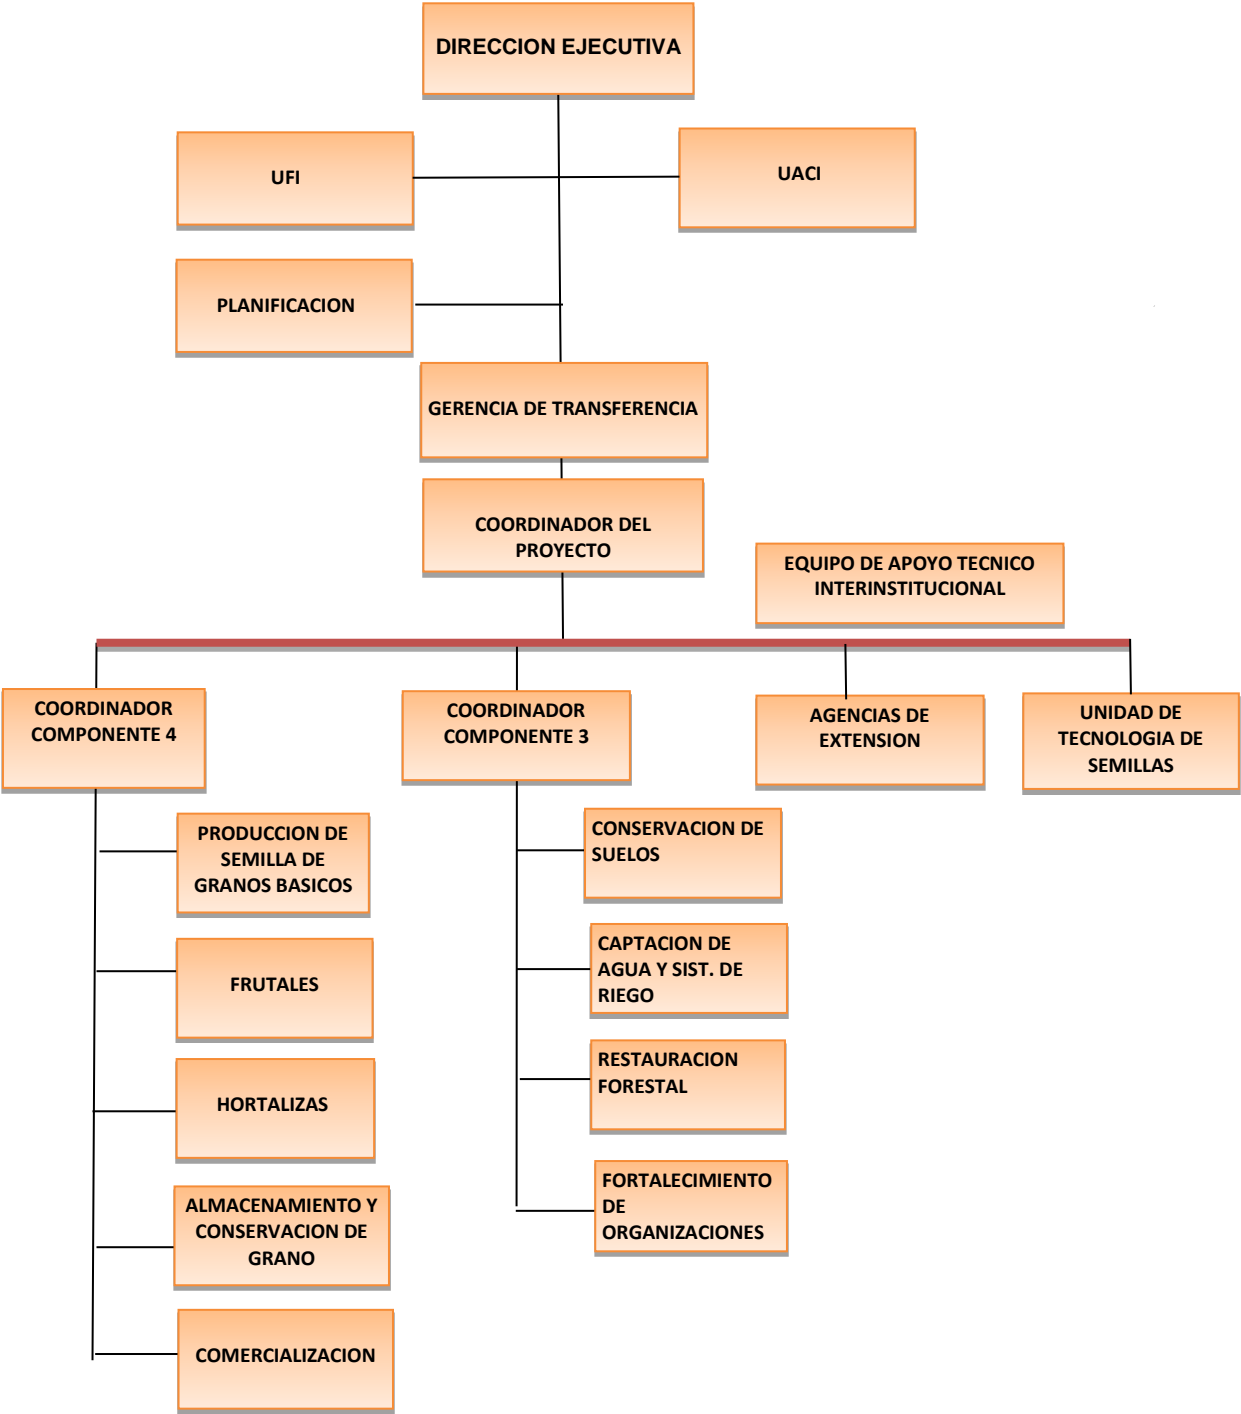 DIRECCION EJECUTIVA
UFI
UACI
PLANIFICACION
GERENCIA DE TRANSFERENCIA
COORDINADOR DEL
PROYECTO
EQUIPO DE APOYO TECNICO
INTERINSTITUCIONAL
COORDINADOR
COMPONENTE 4
COORDINADOR
COMPONENTE 3
AGENCIAS DE
EXTENSION
UNIDAD DE
TECNOLOGIA DE
SEMILLAS
PRODUCCION DE
SEMILLA DE
GRANOS BASICOS
FRUTALES
HORTALIZAS
ALMACENAMIENTO Y
CONSERVACION DE
GRANO
COMERCIALIZACION
CONSERVACION DE
SUELOS
CAPTACION DE
AGUA Y SIST. DE
RIEGO
RESTAURACION
FORESTAL
FORTALECIMIENTO
DE
ORGANIZACIONES